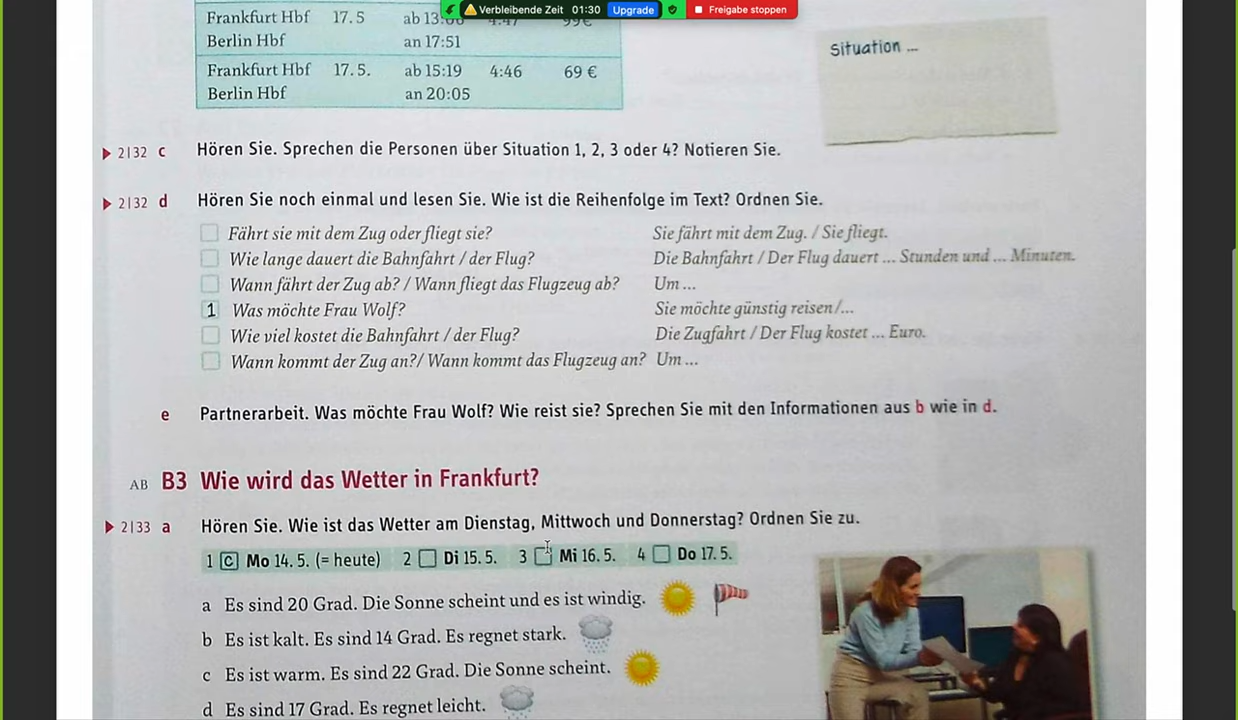 Verbleibende Zeit 01:30 Upgrade Freigabe stoppen
Frankfurt Hbf 17. 5 ab 13:06 4:47 99€
Berlin Hbf an 17:51
Frankfurt Hbf 17. 5. ab 15:19 4:46 69 €
Berlin Hbf an 20:05
Situation ...
2|32 c Hören Sie. Sprechen die Personen über Situation 1, 2, 3 oder 4? Notieren Sie.
2|32 d Hören Sie noch einmal und lesen Sie. Wie ist die Reihenfolge im Text? Ordnen Sie.
Fährt sie mit dem Zug oder fliegt sie? Sie fährt mit dem Zug. / Sie fliegt.
Wie lange dauert die Bahnfahrt / der Flug? Die Bahnfahrt / Der Flug dauert ... Stunden und ... Minuten.
Wann fährt der Zug ab? / Wann fliegt das Flugzeug ab? Um ...
1 Was möchte Frau Wolf? Sie möchte günstig reisen /...
Wie viel kostet die Bahnfahrt / der Flug? Die Zugfahrt / Der Flug kostet ... Euro.
Wann kommt der Zug an?/ Wann kommt das Flugzeug an? Um ...
e Partnerarbeit. Was möchte Frau Wolf? Wie reist sie? Sprechen Sie mit den Informationen aus b wie in d.
AB B3 Wie wird das Wetter in Frankfurt?
2|33 a Hören Sie. Wie ist das Wetter am Dienstag, Mittwoch und Donnerstag? Ordnen Sie zu.
1 C Mo 14. 5. (= heute) 2 Di 15. 5. 3 Mi 16. 5. 4 Do 17. 5.
a Es sind 20 Grad. Die Sonne scheint und es ist windig.
b Es ist kalt. Es sind 14 Grad. Es regnet stark.
c Es ist warm. Es sind 22 Grad. Die Sonne scheint.
d Es sind 17 Grad. Es regnet leicht.